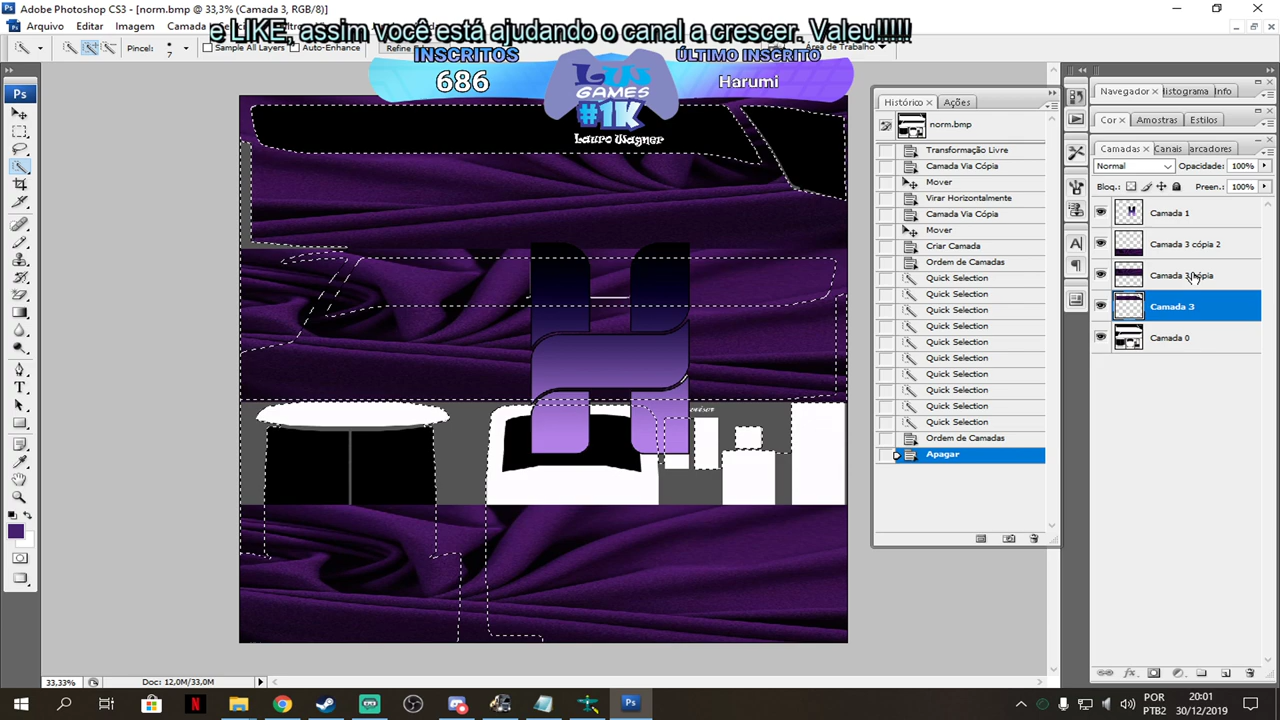 Adobe Photoshop CS3 - [norm.bmp @ 33,3% (Camada 3, RGB/8)]
Arquivo Editar Imagem Camada
e LIKE, assim você está ajudando o canal a crescer. Valeu!!!!!
Pincel: 7 Sample All Layers Auto-Enhance Refine Área de Trabalho
INSCRITOS
686
ÚLTIMO INSCRITO
Harumi
LUW
GAMES
#1K
Lauro Wagner
Histórico Ações
norm.bmp
Transformação Livre
Camada Via Cópia
Mover
Virar Horizontalmente
Camada Via Cópia
Mover
Criar Camada
Ordem de Camadas
Quick Selection
Quick Selection
Quick Selection
Quick Selection
Quick Selection
Quick Selection
Quick Selection
Quick Selection
Quick Selection
Quick Selection
Ordem de Camadas
Apagar
Navegador istograma Info
Cor Amostras Estilos
Camadas Canais arcadores
Normal Opacidade: 100%
Bloq.: Preen.: 100%
Camada 1
Camada 3 cópia 2
Camada 3 cópia
Camada 3
Camada 0
33,33% Doc: 12,0M/33,0M
POR
PTB2
20:01
30/12/2019